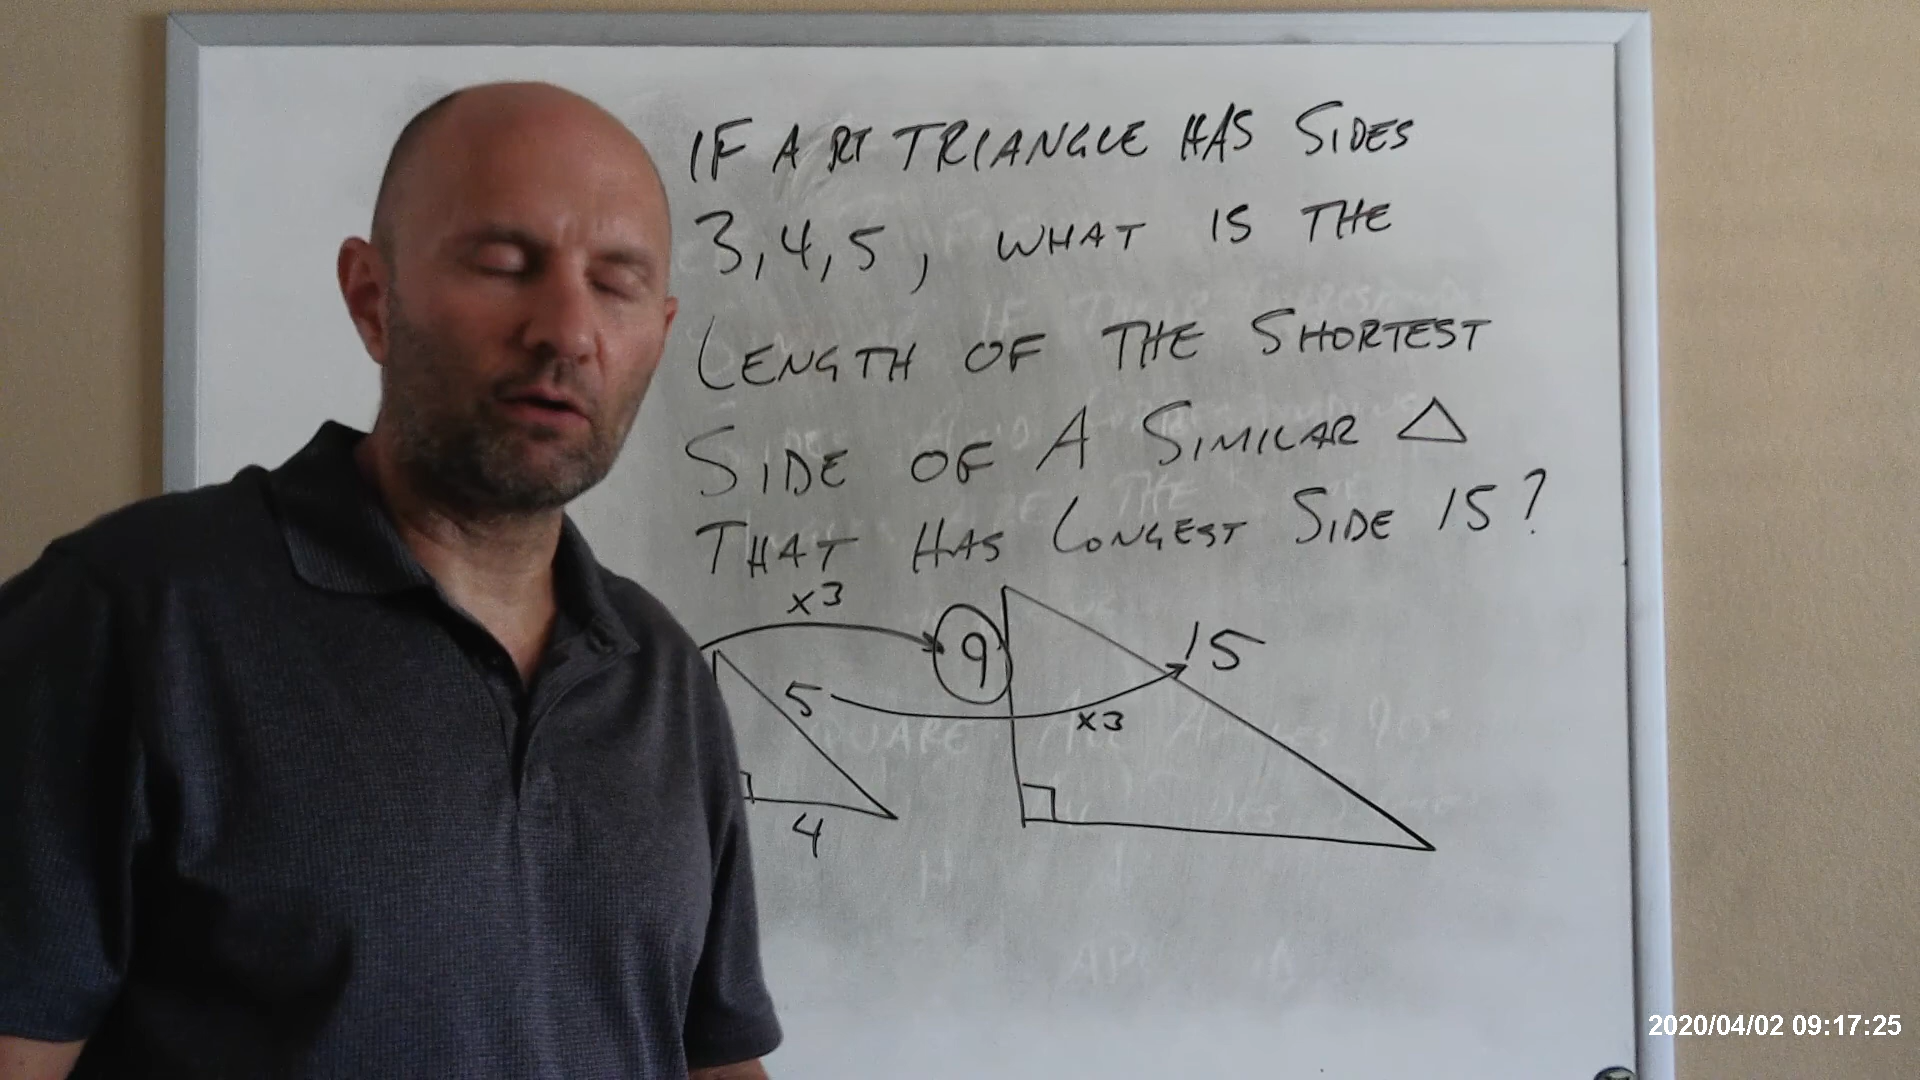 IF A RT TRIANGLE HAS SIDES
3, 4, 5, WHAT IS THE
LENGTH OF THE SHORTEST
SIDE OF A SIMILAR △
THAT HAS LONGEST SIDE 15?
x3
9
15
5
x3
4
2020/04/02 09:17:25